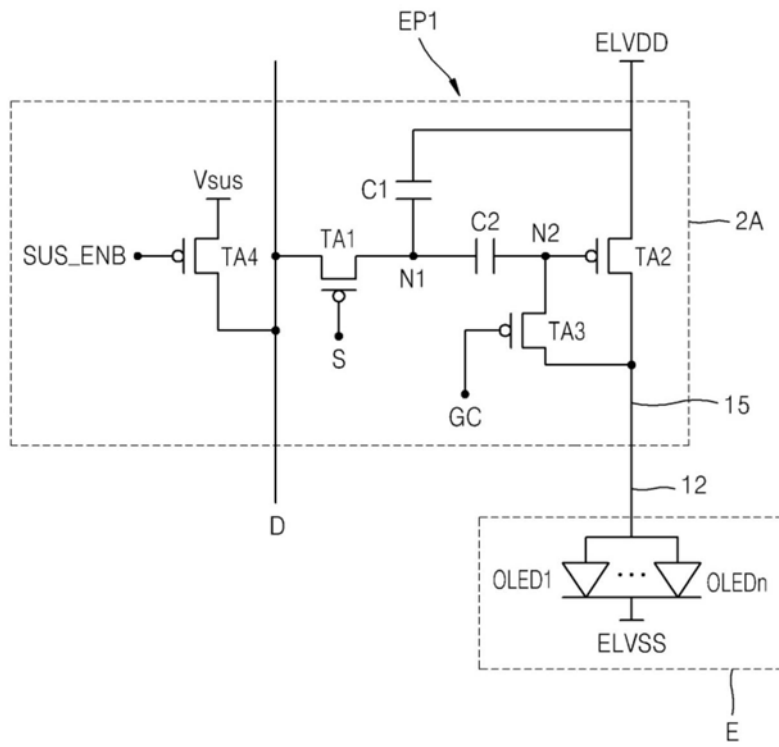 EP1
ELVDD
Vsus
C1
2A
SUS_ENB
TA4
TA1
C2
N2
N1
TA2
TA3
S
GC
15
12
D
OLED1
...
OLEDn
ELVSS
E